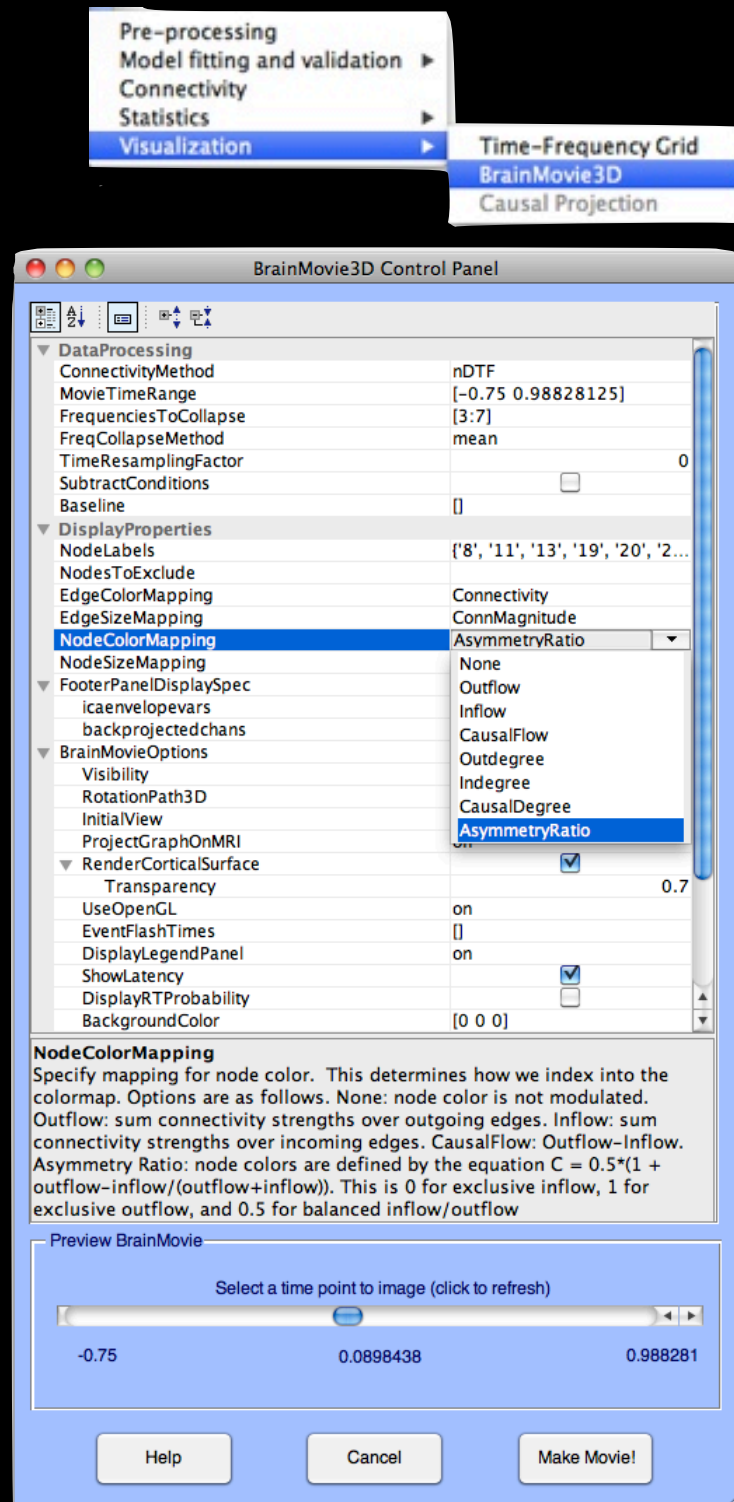 Pre-processing
Model fitting and validation
Connectivity
Statistics
Visualization
Time-Frequency Grid
BrainMovie3D
Causal Projection
BrainMovie3D Control Panel
DataProcessing
ConnectivityMethod nDTF
MovieTimeRange [-0.75 0.98828125]
FrequenciesToCollapse [3:7]
FreqCollapseMethod mean
TimeResamplingFactor 0
SubtractConditions
Baseline []
DisplayProperties
NodeLabels {'8', '11', '13', '19', '20', '2...
NodesToExclude
EdgeColorMapping Connectivity
EdgeSizeMapping ConnMagnitude
NodeColorMapping AsymmetryRatio
NodeSizeMapping None
FooterPanelDisplaySpec Outflow
icaenvelopevars Inflow
backprojectedchans CausalFlow
BrainMovieOptions Outdegree
Visibility Indegree
RotationPath3D CausalDegree
InitialView AsymmetryRatio
ProjectGraphOnMRI on
RenderCorticalSurface
Transparency 0.7
UseOpenGL on
EventFlashTimes []
DisplayLegendPanel on
ShowLatency
DisplayRTProbability
BackgroundColor [0 0 0]
NodeColorMapping
Specify mapping for node color. This determines how we index into the
colormap. Options are as follows. None: node color is not modulated.
Outflow: sum connectivity strengths over outgoing edges. Inflow: sum
connectivity strengths over incoming edges. CausalFlow: Outflow-Inflow.
Asymmetry Ratio: node colors are defined by the equation C = 0.5*(1 +
outflow-inflow/(outflow+inflow)). This is 0 for exclusive inflow, 1 for
exclusive outflow, and 0.5 for balanced inflow/outflow
Preview BrainMovie
Select a time point to image (click to refresh)
-0.75 0.0898438 0.988281
Help Cancel Make Movie!